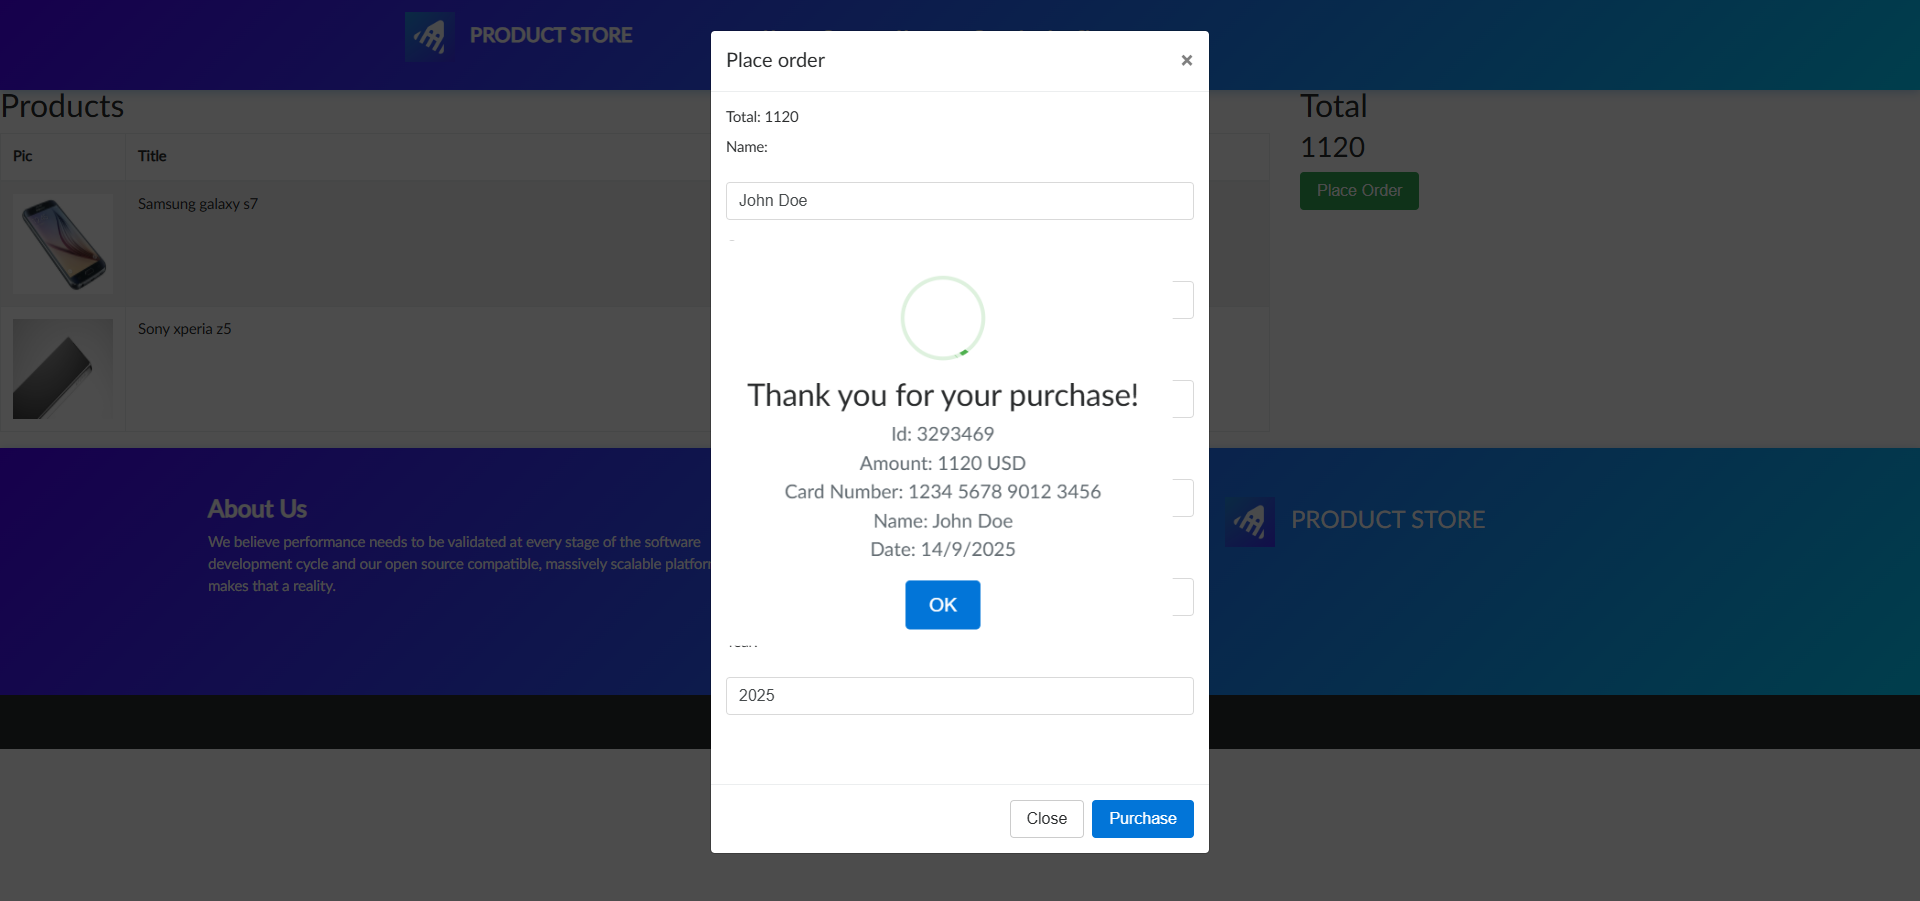 PRODUCT STORE
Place order
×
Total: 1120
Name:
John Doe
Thank you for your purchase!
Id: 3293469
Amount: 1120 USD
Card Number: 1234 5678 9012 3456
Name: John Doe
Date: 14/9/2025
OK
2025
Close
Purchase
Products
Pic
Title
Samsung galaxy s7
Sony xperia z5
Total
1120
Place Order
About Us
We believe performance needs to be validated at every stage of the software
development cycle and our open source compatible, massively scalable
makes that a reality.
PRODUCT STORE